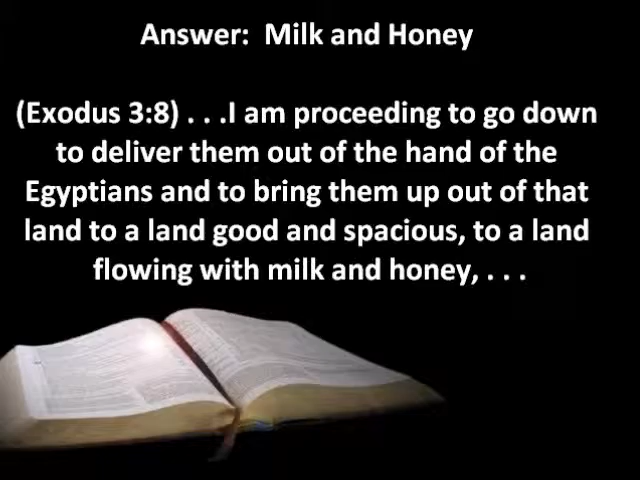 Answer:  Milk and Honey
(Exodus 3:8) . . .I am proceeding to go down
to deliver them out of the hand of the
Egyptians and to bring them up out of that
land to a land good and spacious, to a land
flowing with milk and honey, . . .